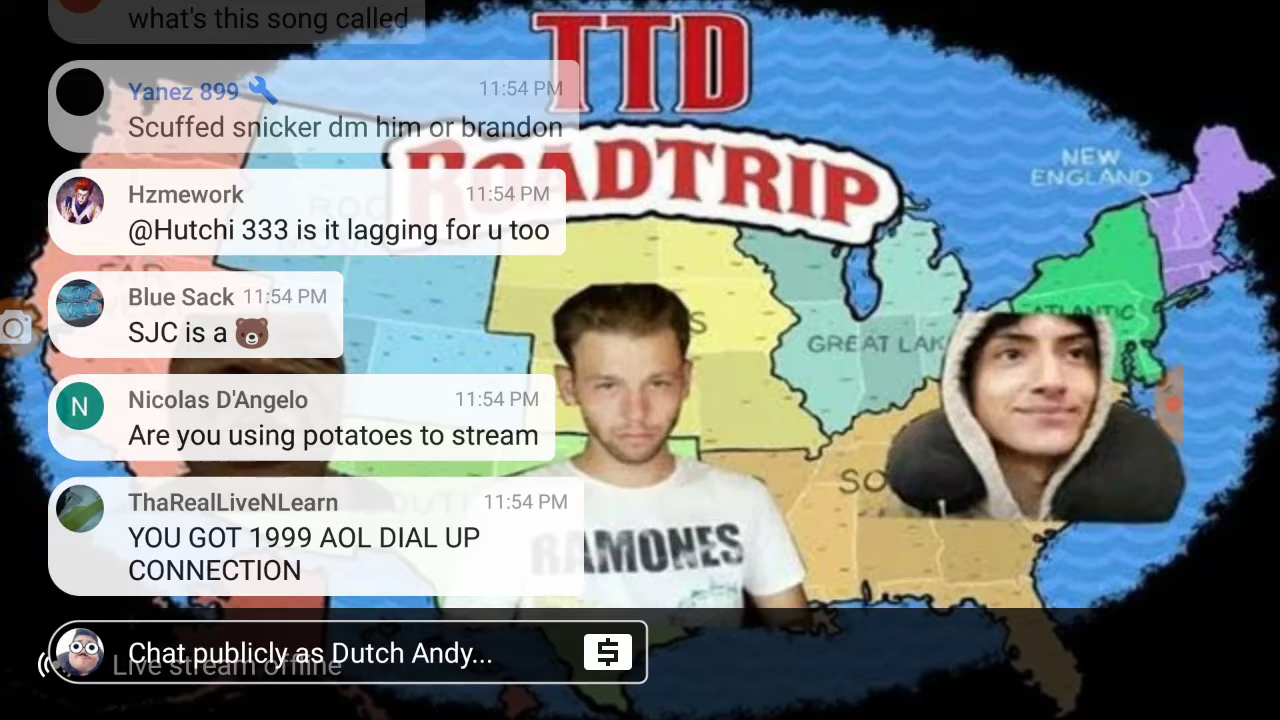 what's this song called
TTD
ROADTRIP
Yanez 899 11:54 PM
Scuffed snicker dm him or brandon
Hzmework 11:54 PM
@Hutchi 333 is it lagging for u too
Blue Sack 11:54 PM
SJC is a 🐻
N
Nicolas D'Angelo 11:54 PM
Are you using potatoes to stream
ThaRealLiveNLearn 11:54 PM
YOU GOT 1999 AOL DIAL UP
CONNECTION
Chat publicly as Dutch Andy...
$
Live stream offline
NEW
ENGLAND
ATLANTIC
GREAT LAK
RAMONES